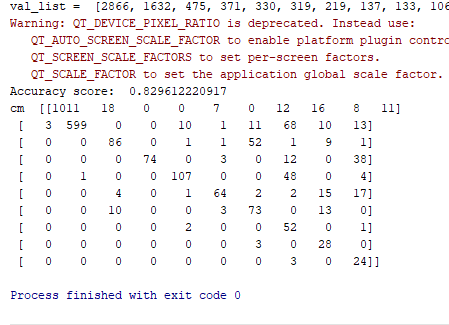 val_list =  [2866, 1632, 475, 371, 330, 319, 219, 137, 133, 106
Warning: QT_DEVICE_PIXEL_RATIO is deprecated. Instead use:
   QT_AUTO_SCREEN_SCALE_FACTOR to enable platform plugin contro
   QT_SCREEN_SCALE_FACTORS to set per-screen factors.
   QT_SCALE_FACTOR to set the application global scale factor.
Accuracy score:  0.829612220917
cm  [[1011   18    0    0    7    0   12   16    8   11]
 [   3  599    0    0   10    1   11   68   10   13]
 [   0    0   86    0    1    1   52    1    9    1]
 [   0    0    0   74    0    3    0   12    0   38]
 [   0    1    0    0  107    0    0   48    0    4]
 [   0    0    4    0    1   64    2    2   15   17]
 [   0    0   10    0    0    3   73    0   13    0]
 [   0    0    0    0    2    0    0   52    0    1]
 [   0    0    0    0    0    0    3    0   28    0]
 [   0    0    0    0    0    0    0    3    0   24]]
Process finished with exit code 0